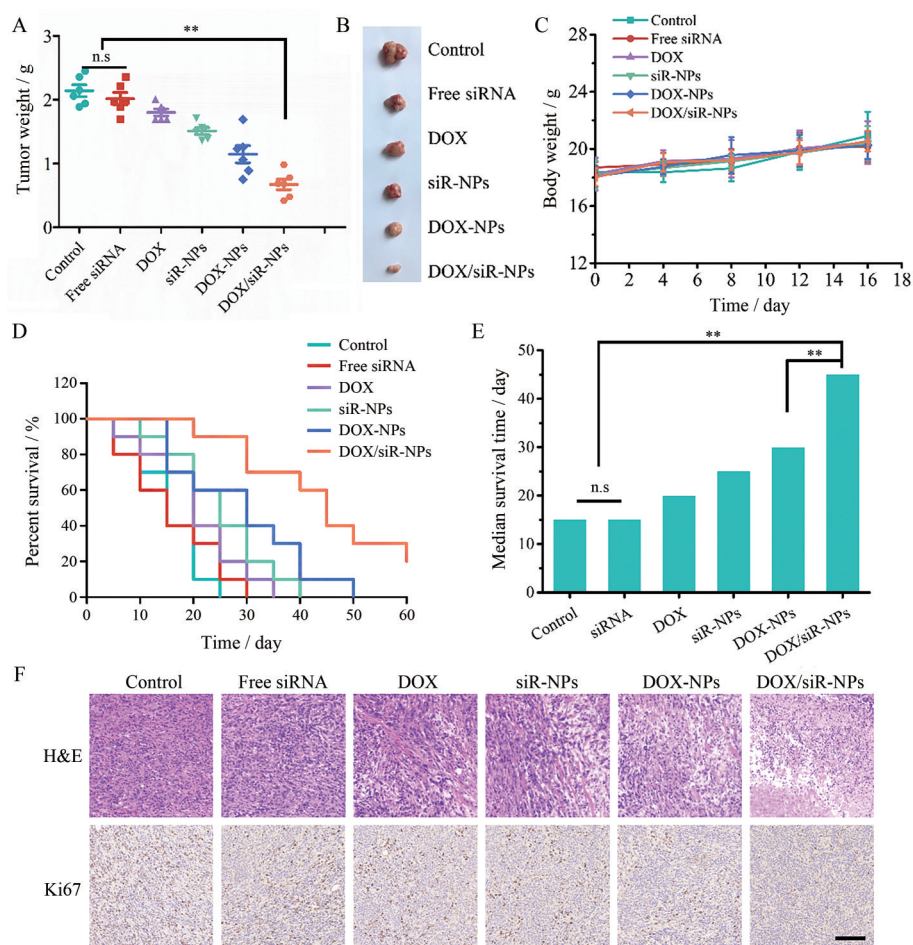 A
**
n.s
Tumor weight / g
3
2
1
0
Control
Free siRNA
DOX
siR-NPs
DOX-NPs
DOX/siR-NPs
B
Control
Free siRNA
DOX
siR-NPs
DOX-NPs
DOX/siR-NPs
C
Control
Free siRNA
DOX
siR-NPs
DOX-NPs
DOX/siR-NPs
Body weight / g
28
24
20
16
12
0 2 4 6 8 10 12 14 16 18
Time / day
D
Control
Free siRNA
DOX
siR-NPs
DOX-NPs
DOX/siR-NPs
Percent survival / %
120
100
80
60
40
20
0
0 10 20 30 40 50 60
Time / day
E
**
**
n.s
Median survival time / day
50
40
30
20
10
0
Control
siRNA
DOX
siR-NPs
DOX-NPs
DOX/siR-NPs
F
Control Free siRNA DOX siR-NPs DOX-NPs DOX/siR-NPs
H&E
Ki67